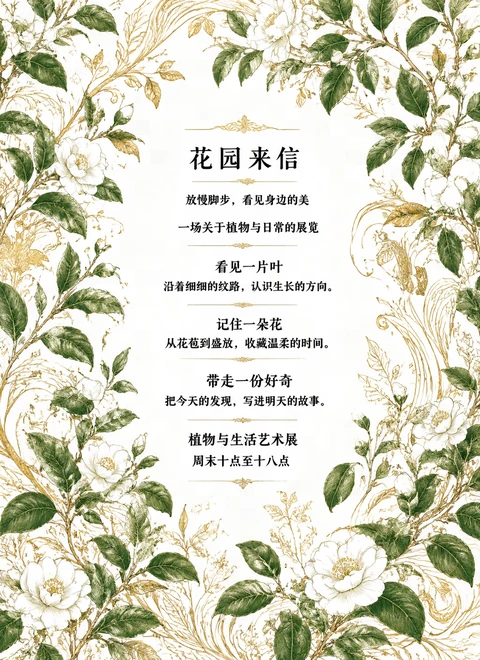 花园来信
放慢脚步，看见身边的美
一场关于植物与日常的展览
看见一片叶
沿着细细的纹路，认识生长的方向。
记住一朵花
从花苞到盛放，收藏温柔的时间。
带走一份好奇
把今天的发现，写进明天的故事。
植物与生活艺术展
周末十点至十八点